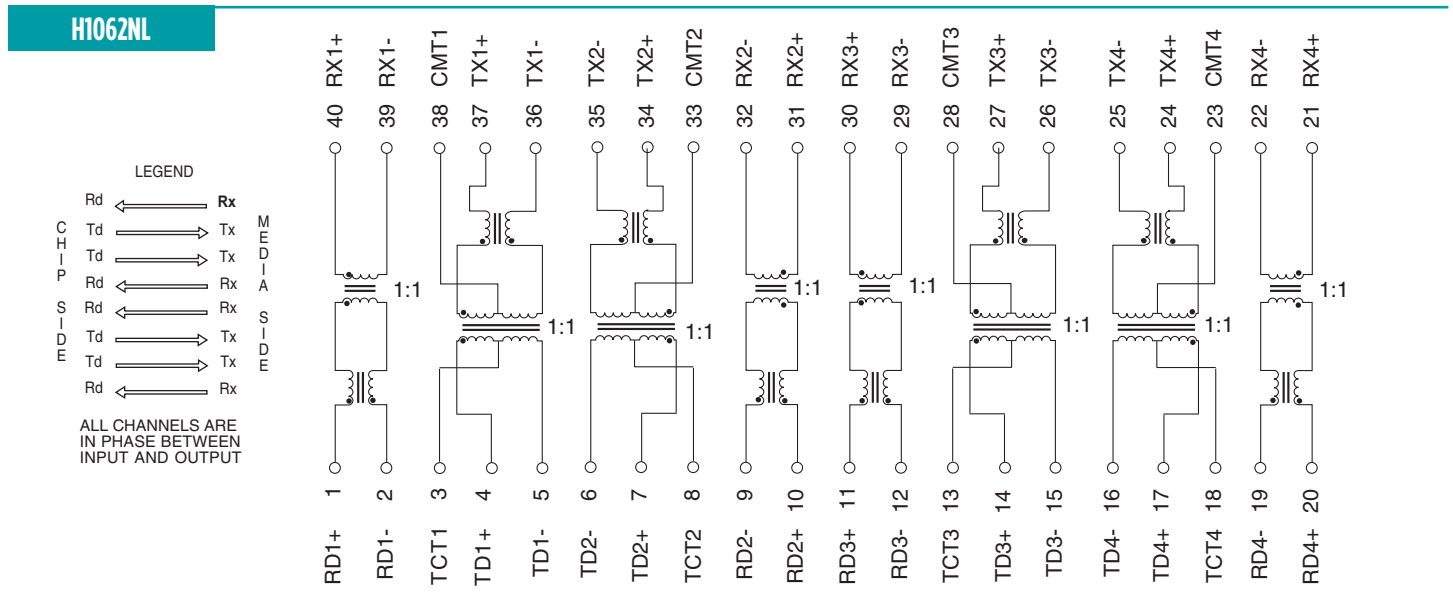 H1062NL
RX1+ RX1- CMT1 TX1+ TX1- TX2- TX2+ CMT2 RX2- RX2+ RX3+ RX3- CMT3 TX3+ TX3- TX4- TX4+ CMT4 RX4- RX4+
40 39 38 37 36 35 34 33 32 31 30 29 28 27 26 25 24 23 22 21
LEGEND
Rd Rx
Td Tx
Td Tx
Rd Rx
Rd Rx
Td Tx
Td Tx
Rd Rx
CHIP SIDE
MEDIA SIDE
ALL CHANNELS ARE
IN PHASE BETWEEN
INPUT AND OUTPUT
1:1 1:1 1:1 1:1 1:1 1:1 1:1 1:1
1 2 3 4 5 6 7 8 9 10 11 12 13 14 15 16 17 18 19 20
RD1+ RD1- TCT1 TD1+ TD1- TD2- TD2+ TCT2 RD2- RD2+ RD3+ RD3- TCT3 TD3+ TD3- TD4- TD4+ TCT4 RD4- RD4+